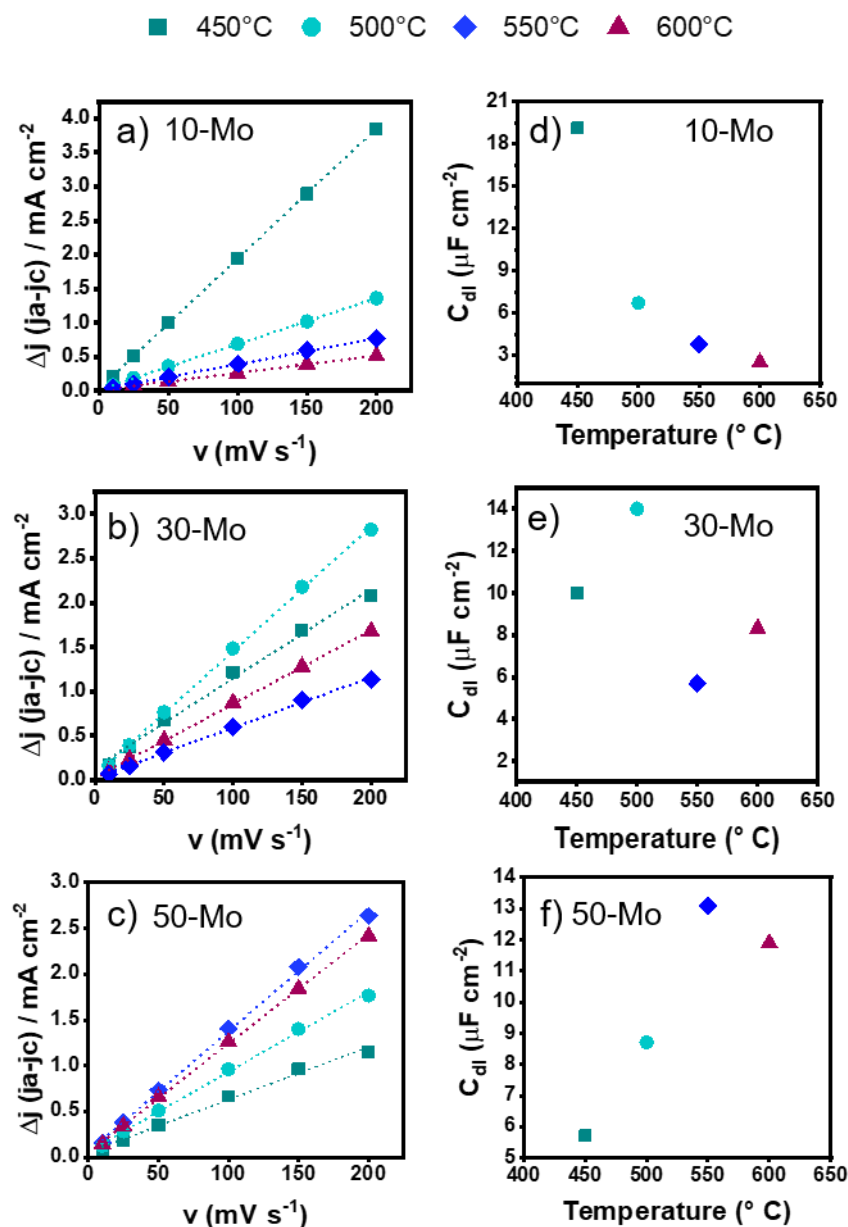 450°C 500°C 550°C 600°C
a) 10-Mo
Δj (ja-jc) / mA cm-2
4.0
3.5
3.0
2.5
2.0
1.5
1.0
0.5
0.0
0 50 100 150 200
v (mV s-1)
d) 10-Mo
Cdl (μF cm-2)
21
18
15
12
9
6
3
400 450 500 550 600 650
Temperature (° C)
b) 30-Mo
Δj (ja-jc) / mA cm-2
3.0
2.5
2.0
1.5
1.0
0.5
0.0
0 50 100 150 200
v (mV s-1)
e) 30-Mo
Cdl (μF cm-2)
14
12
10
8
6
4
2
400 450 500 550 600 650
Temperature (° C)
c) 50-Mo
Δj (ja-jc) / mA cm-2
3.0
2.5
2.0
1.5
1.0
0.5
0.0
0 50 100 150 200
v (mV s-1)
f) 50-Mo
Cdl (μF cm-2)
14
13
12
11
10
9
8
7
6
5
400 450 500 550 600 650
Temperature (° C)